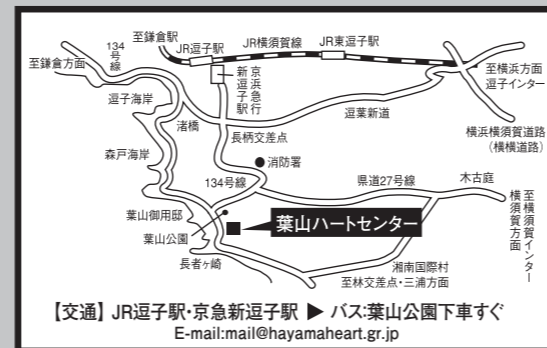 至鎌倉駅
JR逗子駅
JR横須賀線
JR東逗子駅
134号線
至鎌倉方面
京浜急行
新逗子駅
至横浜方面
逗子インター
逗子海岸
渚橋
逗葉新道
横浜横須賀道路
(横横道路)
長柄交差点
森戸海岸
消防署
134号線
県道27号線
木古庭
至横須賀インター
横須賀方面
葉山御用邸
葉山公園
葉山ハートセンター
長者ヶ崎
湘南国際村
至林交差点・三浦方面
【交通】JR逗子駅・京急新逗子駅 ▶ バス:葉山公園下車すぐ
E-mail:mail@hayamaheart.gr.jp